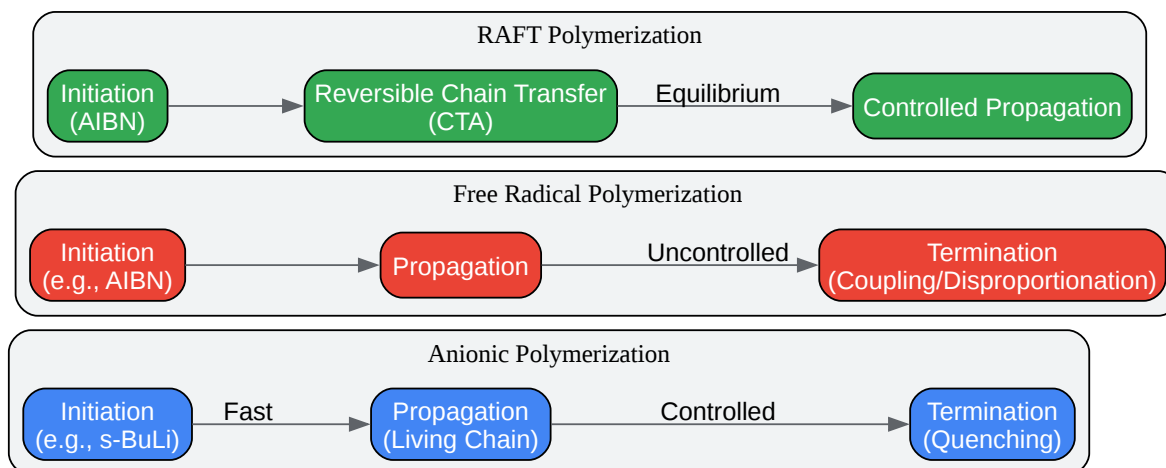 RAFT Polymerization
Initiation
(AIBN)
Reversible Chain Transfer
(CTA)
Equilibrium
Controlled Propagation
Free Radical Polymerization
Initiation
(e.g., AIBN)
Propagation
Uncontrolled
Termination
(Coupling/Disproportionation)
Anionic Polymerization
Initiation
(e.g., s-BuLi)
Fast
Propagation
(Living Chain)
Controlled
Termination
(Quenching)